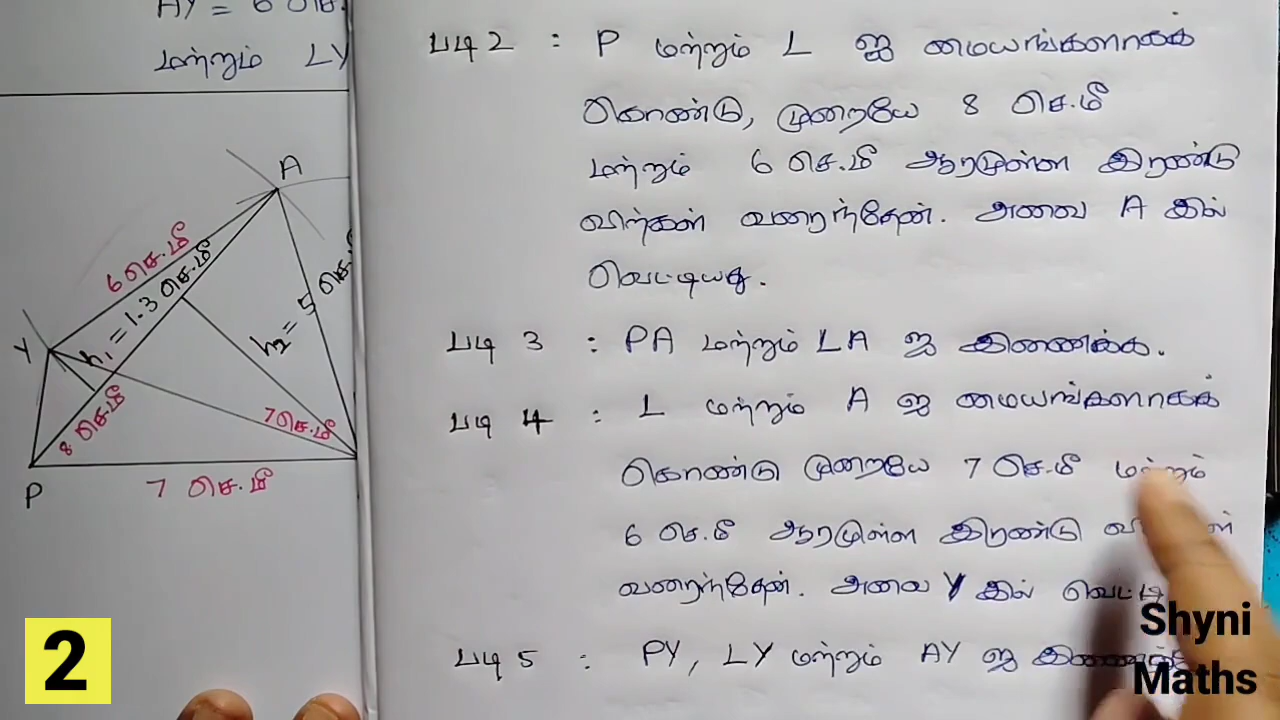 AY = 6 செ.
மற்றும் LY
A
6 செ.மீ
h₁ = 1.3 செ.மீ
h₂ = 5 செ.மீ
Y
8 செ.மீ
7 செ.மீ
P
7 செ.மீ
படி 2 : P மற்றும் L ஐ மையங்களாகக்
கொண்டு, முறையே 8 செ.மீ
மற்றும் 6 செ.மீ ஆரமுள்ள இரண்டு
விற்கள் வரைந்தேன். அவை A இல்
வெட்டியது.
படி 3 : PA மற்றும் LA ஐ இணைக்க.
படி 4 : L மற்றும் A ஐ மையங்களாகக்
கொண்டு முறையே 7 செ.மீ மற்றும்
6 செ.மீ ஆரமுள்ள இரண்டு
வரைந்தேன். அவை Y இல் வெட்டி
படி 5 : PY, LY மற்றும் AY ஐ
2
Shyni
Maths